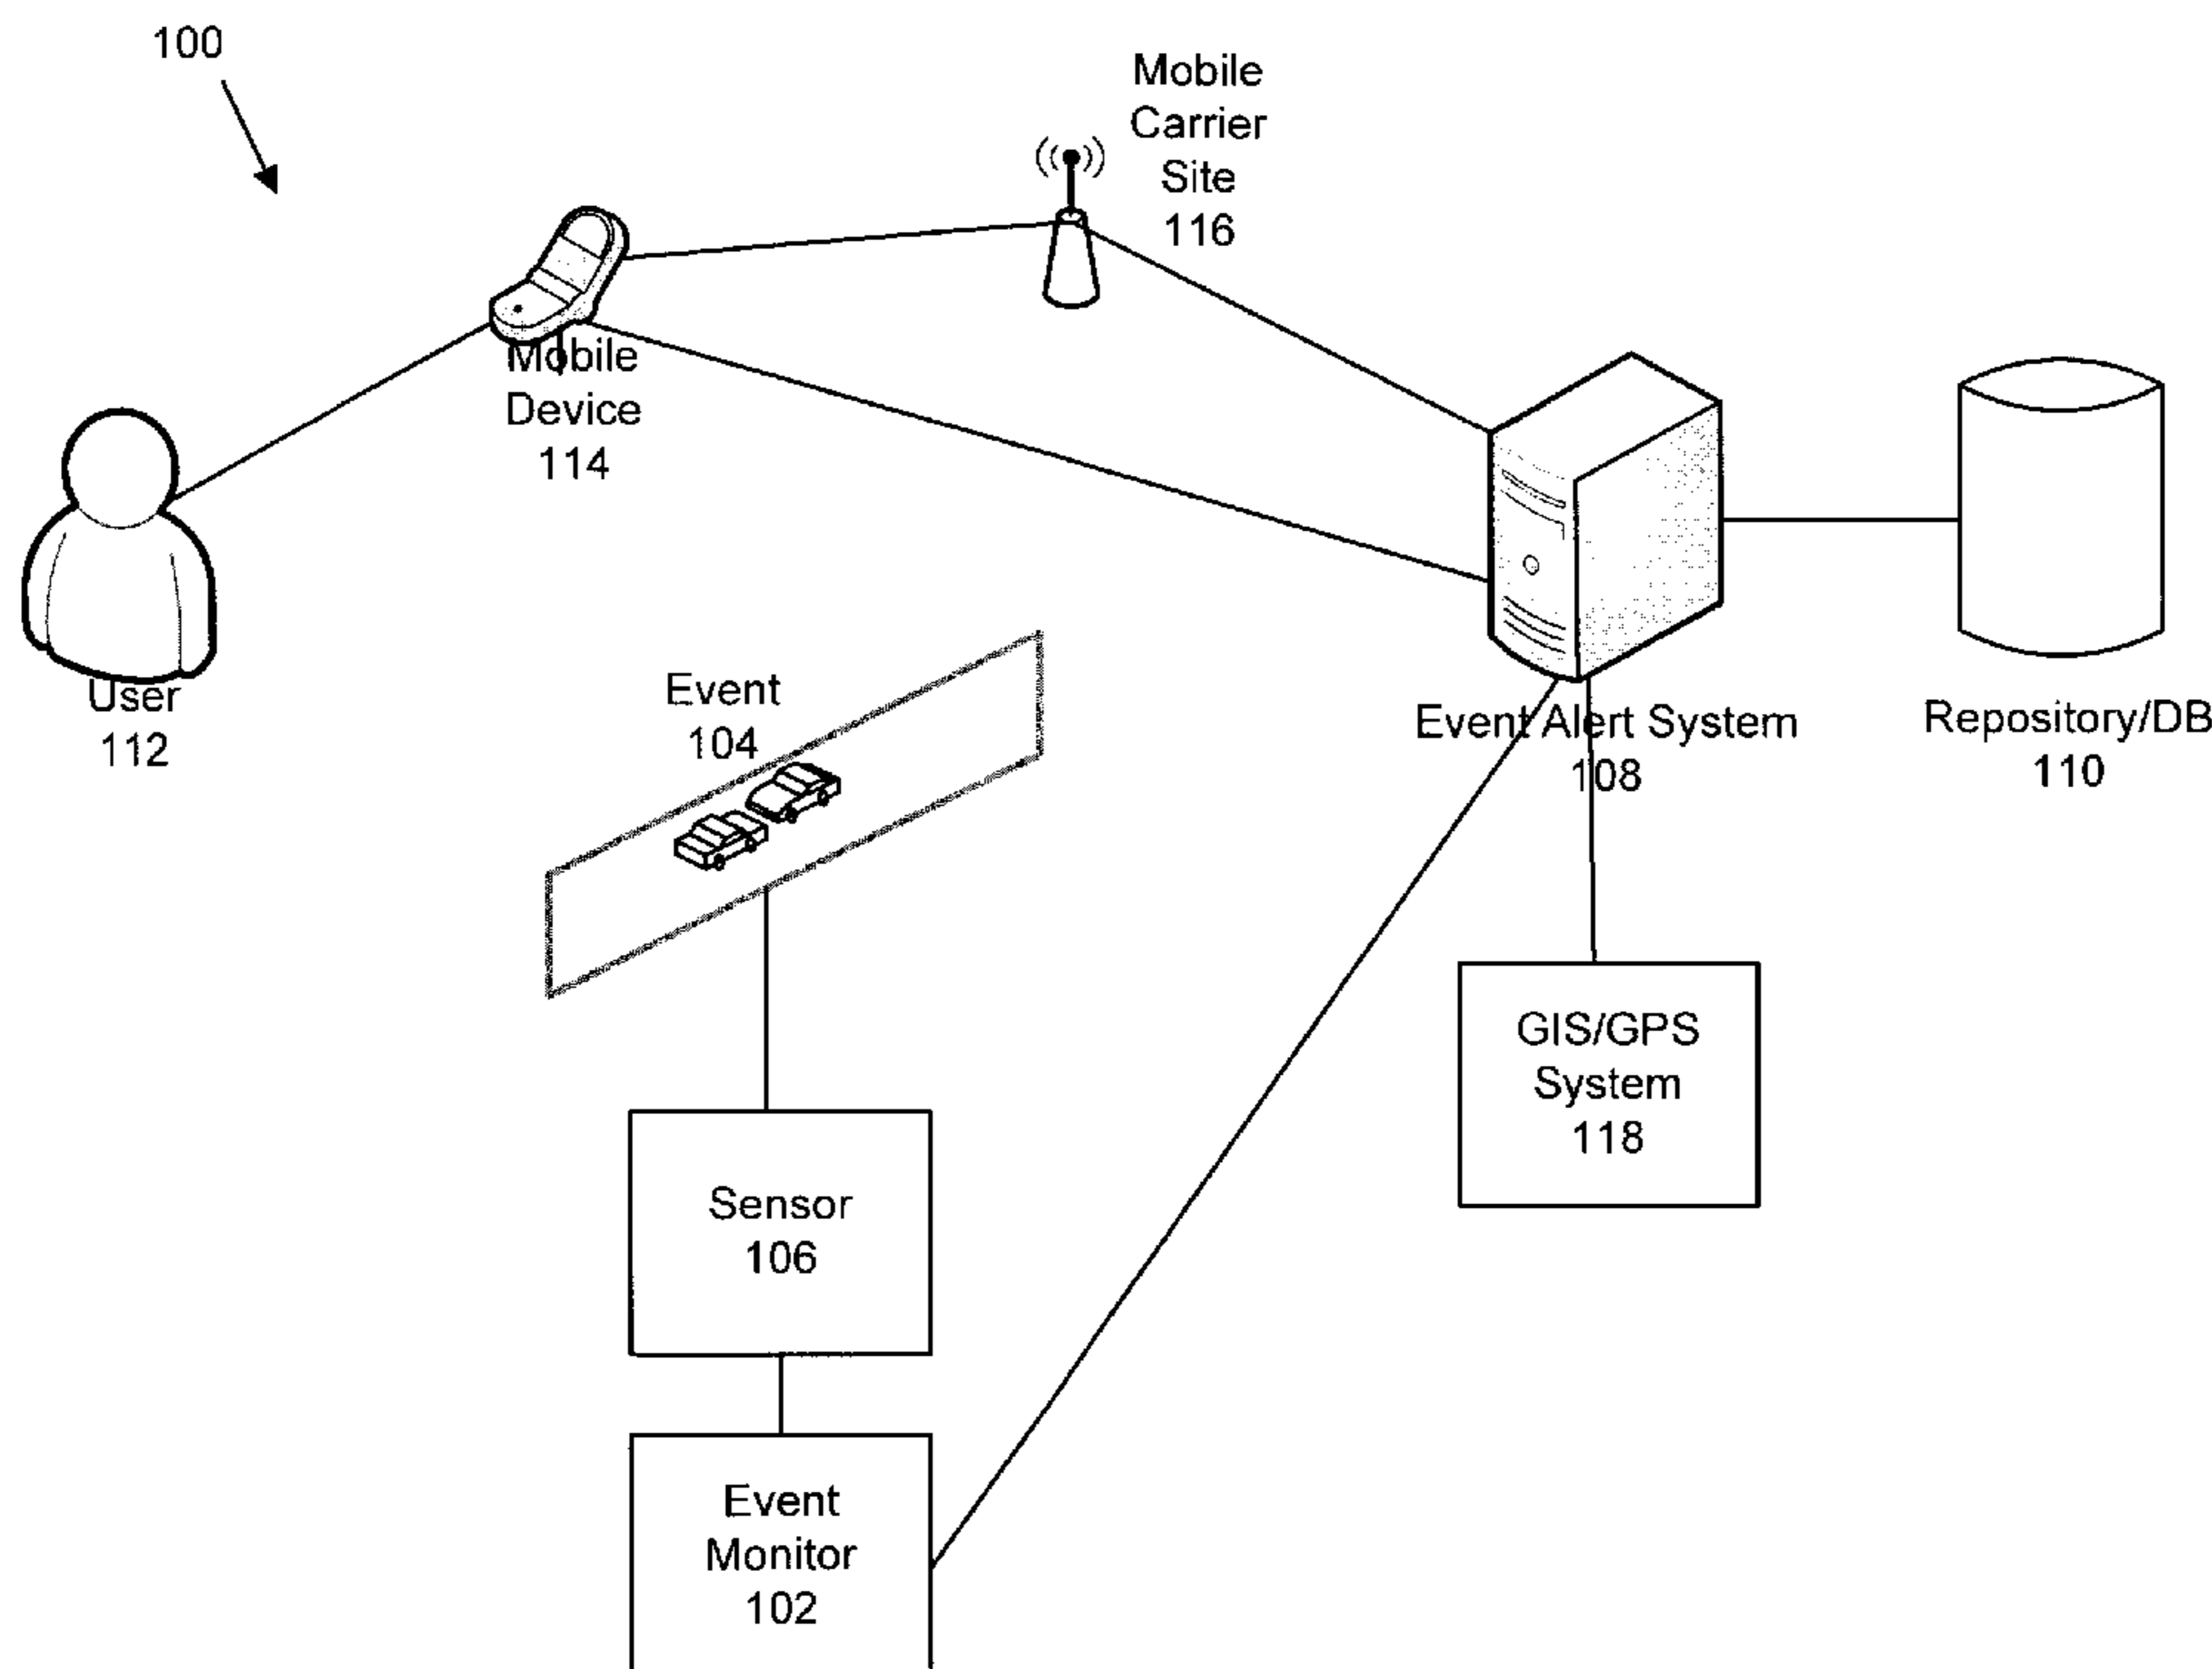 100
Mobile
Carrier
Site
116
Mobile
Device
114
User
112
Event
104
Event Alert System
108
Repository/DB
110
GIS/GPS
System
118
Sensor
106
Event
Monitor
102